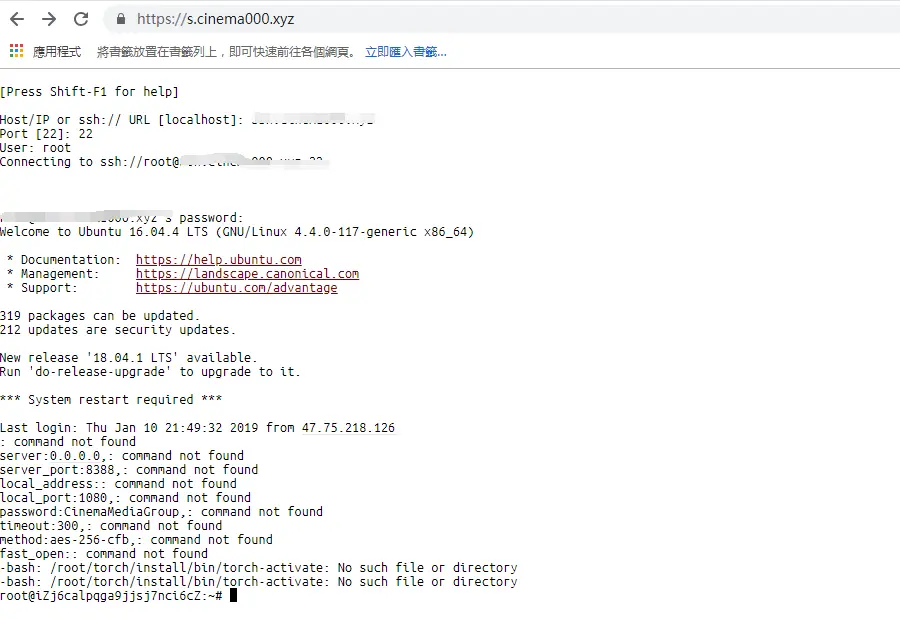 https://s.cinema000.xyz
應用程式 將書籤放置在書籤列上，即可快速前往各個網頁。 立即匯入書籤...
[Press Shift-F1 for help]
Host/IP or ssh:// URL [localhost]:
Port [22]: 22
User: root
Connecting to ssh://root@
's password:
Welcome to Ubuntu 16.04.4 LTS (GNU/Linux 4.4.0-117-generic x86_64)
* Documentation: https://help.ubuntu.com
* Management: https://landscape.canonical.com
* Support: https://ubuntu.com/advantage
319 packages can be updated.
212 updates are security updates.
New release '18.04.1 LTS' available.
Run 'do-release-upgrade' to upgrade to it.
*** System restart required ***
Last login: Thu Jan 10 21:49:32 2019 from 47.75.218.126
: command not found
server:0.0.0.0,: command not found
server_port:8388,: command not found
local_address:: command not found
local_port:1080,: command not found
password:CinemaMediaGroup,: command not found
timeout:300,: command not found
method:aes-256-cfb,: command not found
fast_open:: command not found
-bash: /root/torch/install/bin/torch-activate: No such file or directory
-bash: /root/torch/install/bin/torch-activate: No such file or directory
root@iZj6calpqga9jjsj7nci6cZ:~#